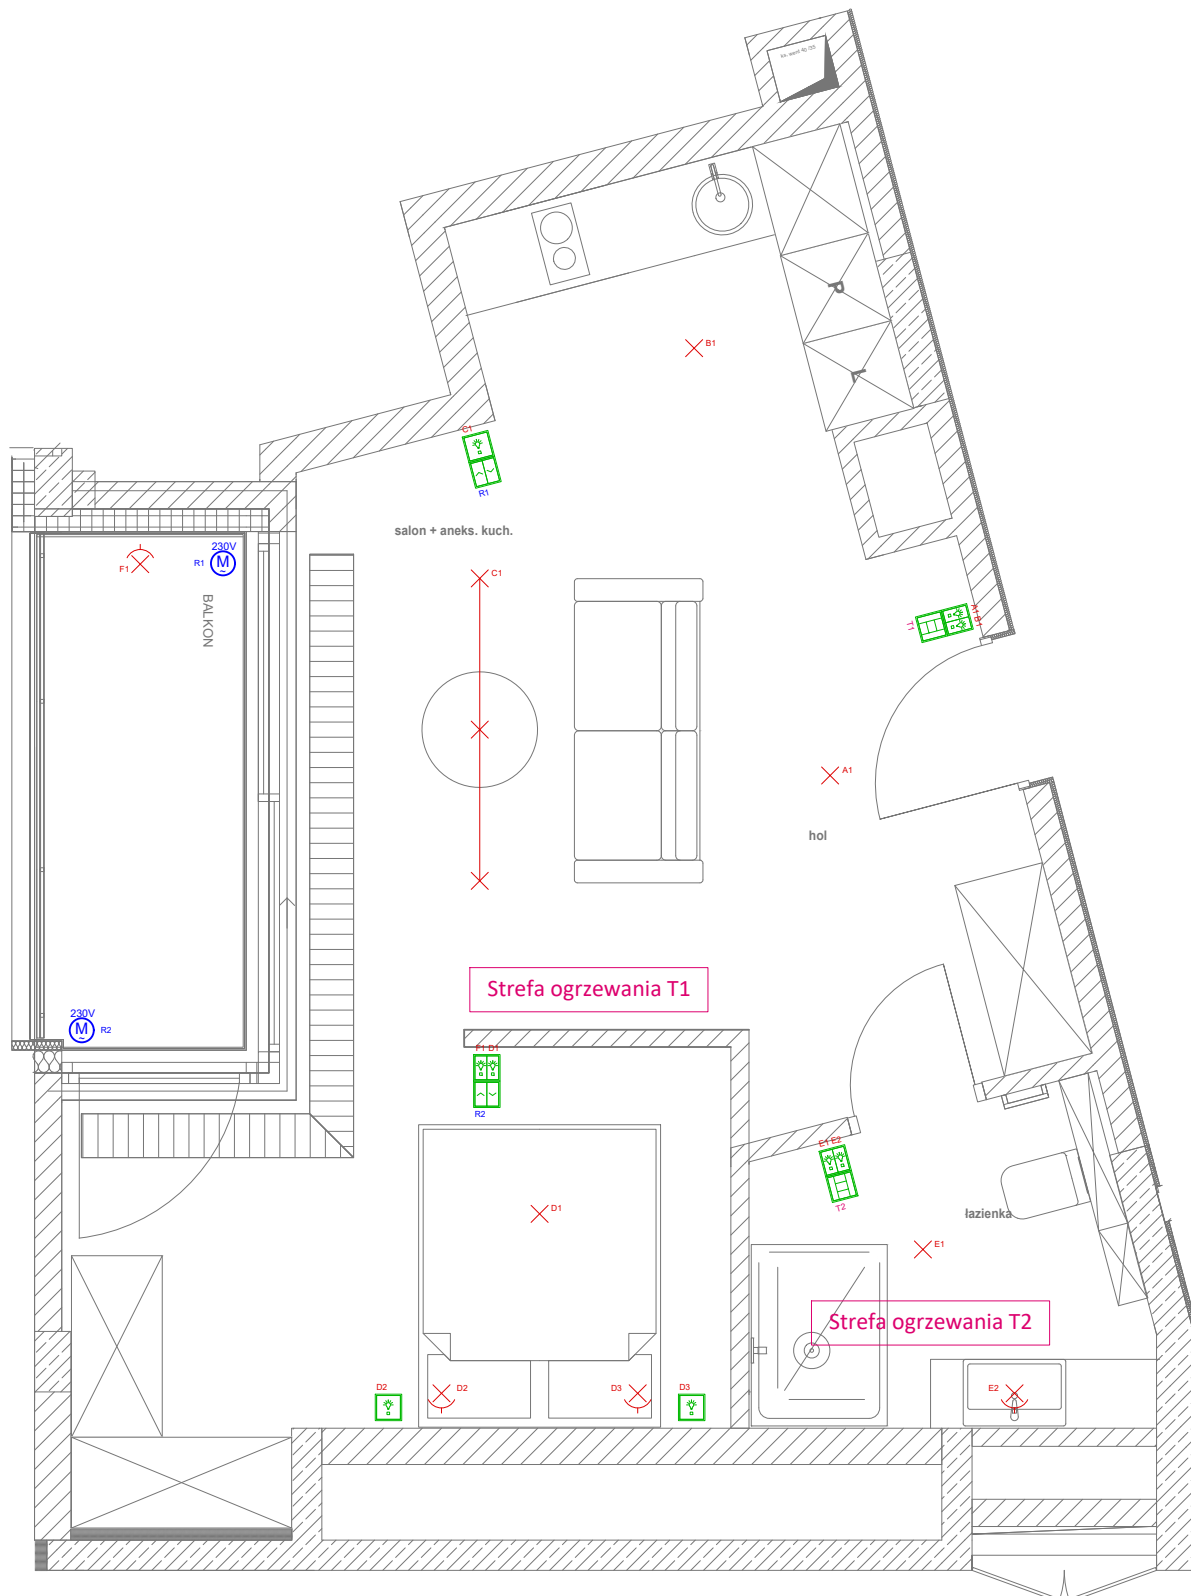 P
L
B1
C1
R1
salon + aneks. kuch.
230V
M
~
R1
F1
BALKON
C1
A1 B1
T1
A1
hol
Strefa ogrzewania T1
230V
M
~
R2
F1 D1
R2
E1 E2
T2
D1
łazienka
E1
Strefa ogrzewania T2
D2
D2
D3
D3
E2